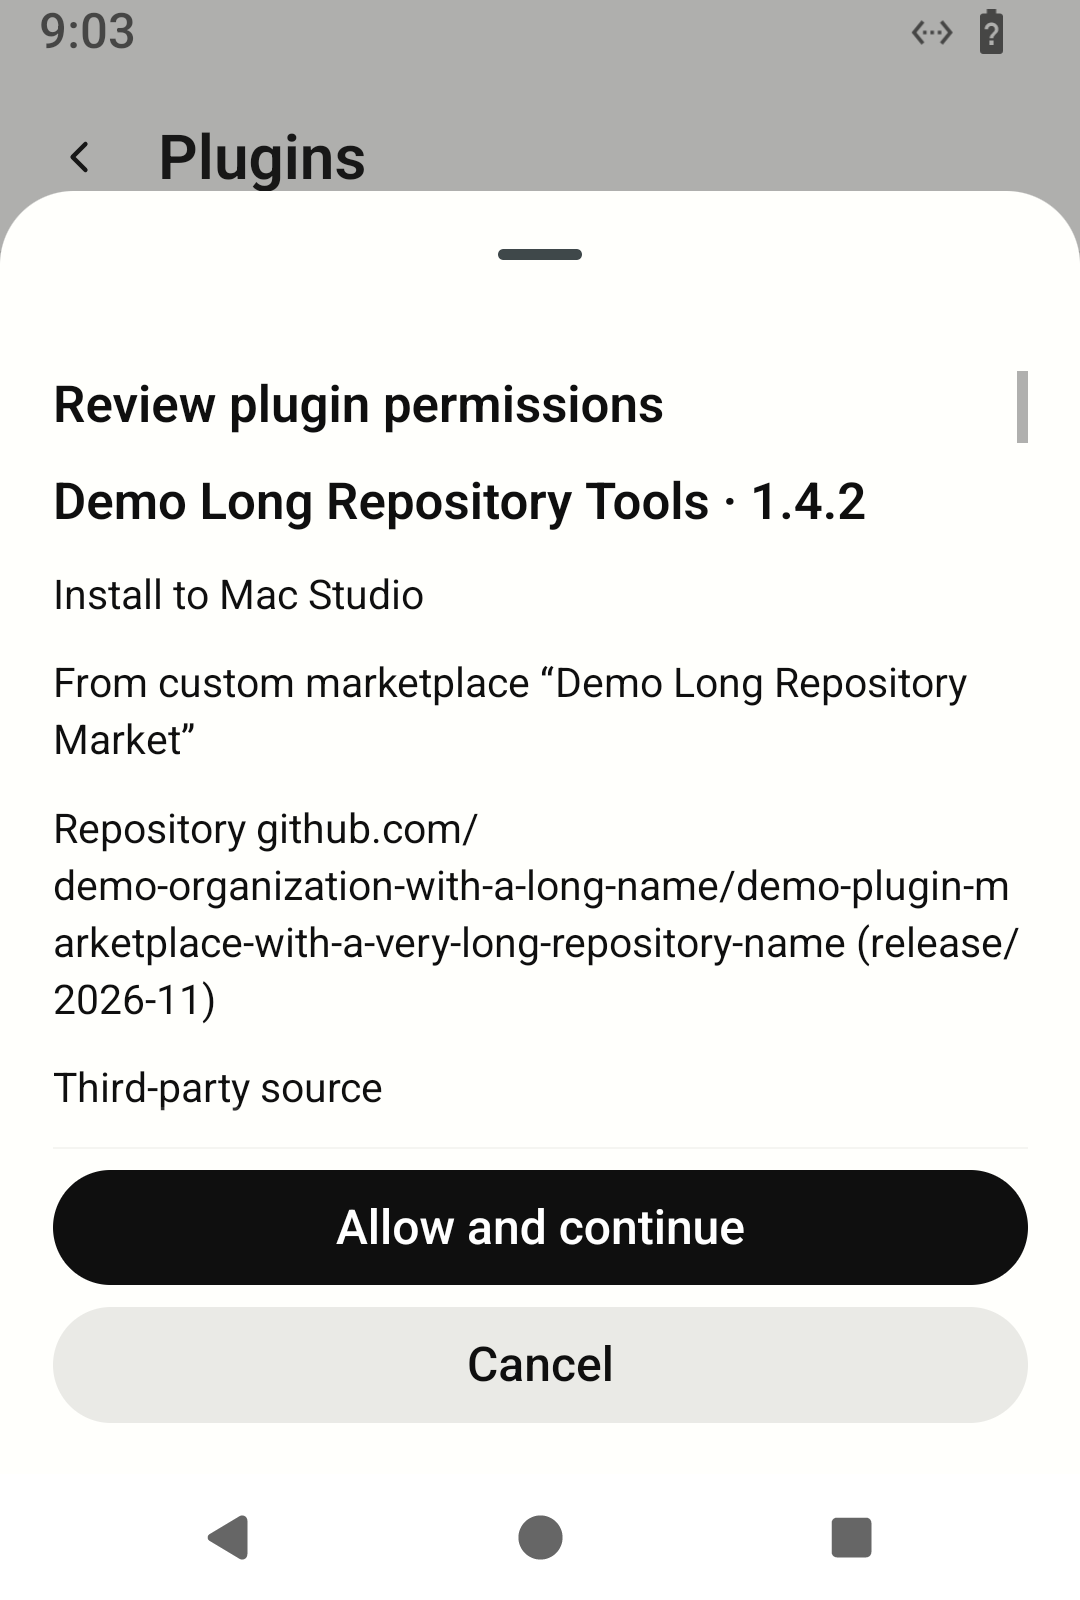 9:03
Plugins
Review plugin permissions
Demo Long Repository Tools · 1.4.2
Install to Mac Studio
From custom marketplace “Demo Long Repository
Market”
Repository github.com/
demo-organization-with-a-long-name/demo-plugin-m
arketplace-with-a-very-long-repository-name (release/
2026-11)
Third-party source
Allow and continue
Cancel